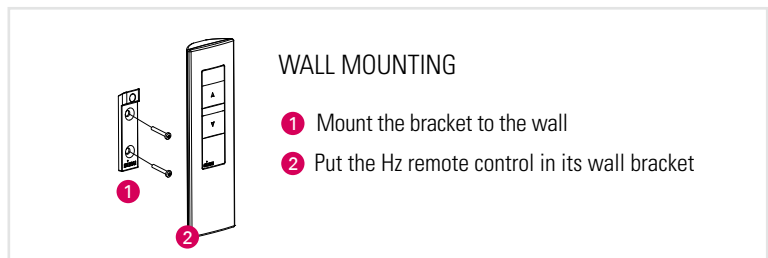 WALL MOUNTING
1 Mount the bracket to the wall
2 Put the Hz remote control in its wall bracket
1
2